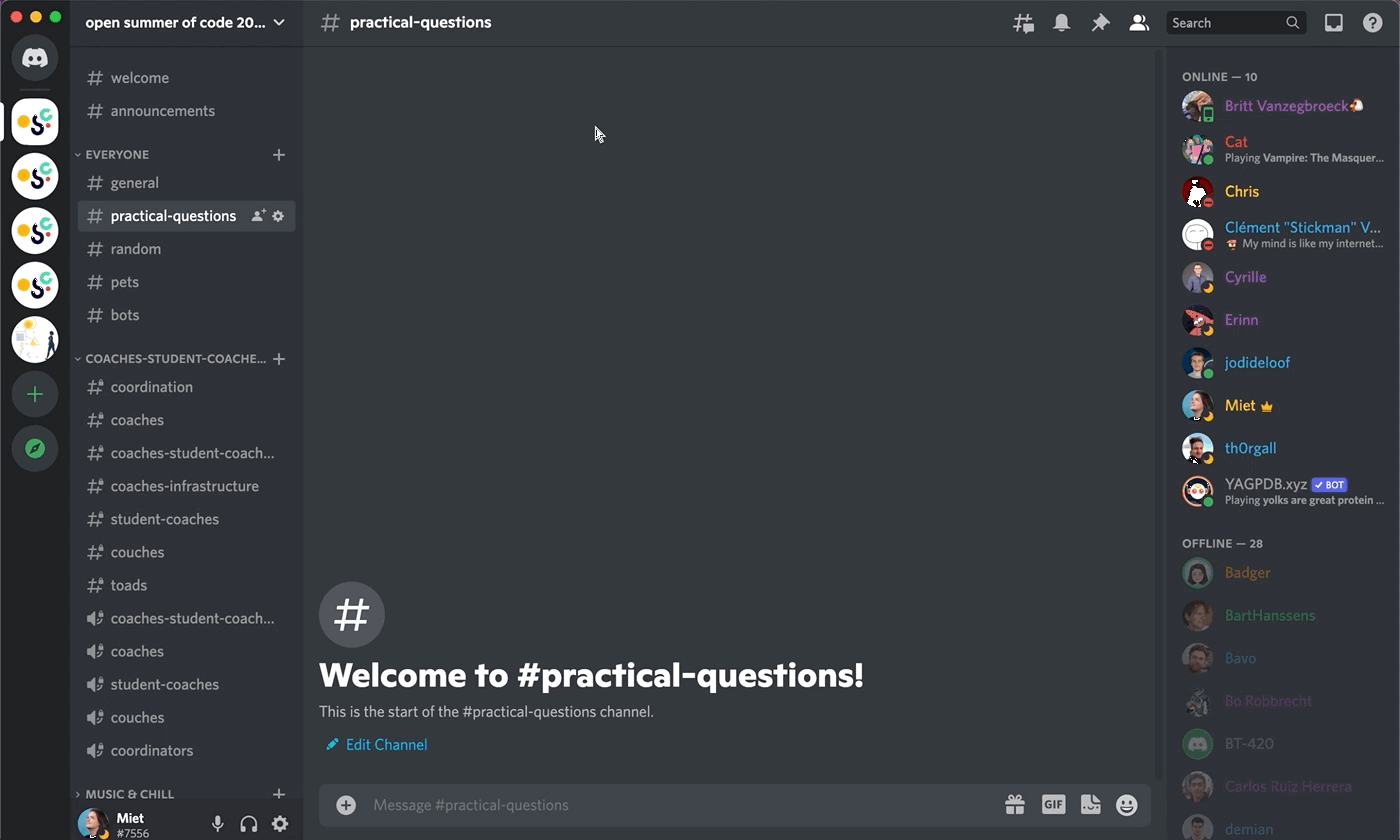 open summer of code 20...
practical-questions
Search
welcome
announcements
EVERYONE
general
practical-questions
random
pets
bots
COACHES-STUDENT-COACHE...
coordination
coaches
coaches-student-coach...
coaches-infrastructure
student-coaches
couches
toads
coaches-student-coach...
coaches
student-coaches
couches
coordinators
MUSIC & CHILL
Miet
#7556
Welcome to #practical-questions!
This is the start of the #practical-questions channel.
Edit Channel
Message #practical-questions
GIF
ONLINE — 10
Britt Vanzegbroeck
Cat
Playing Vampire: The Masquer...
Chris
Clément "Stickman" V...
My mind is like my internet...
Cyrille
Erinn
jodideloof
Miet
th0rgall
YAGPDB.xyz BOT
Playing yolks are great protein ...
OFFLINE — 28
Badger
BartHanssens
Bavo
Bo Robbrecht
BT-420
Carlos Ruiz Herrera
demian